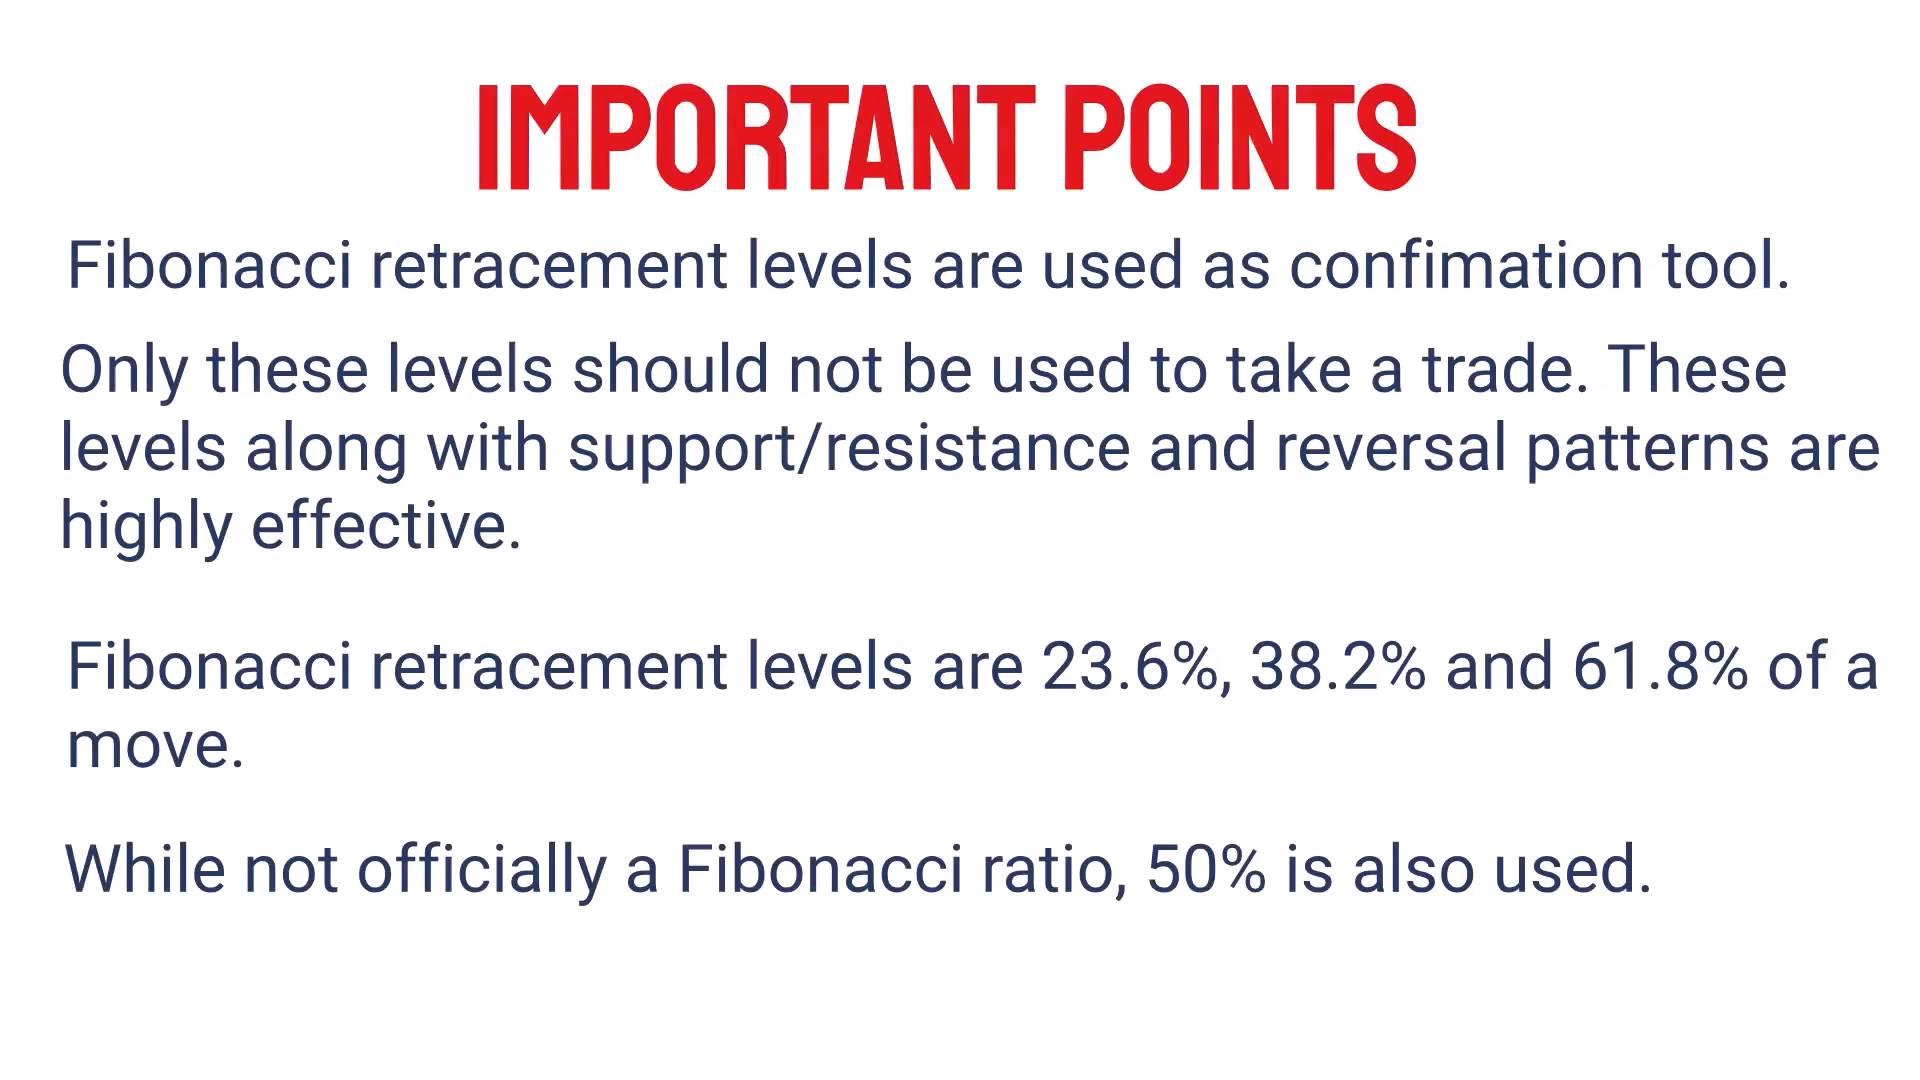 IMPORTANT POINTS
Fibonacci retracement levels are used as confimation tool.
Only these levels should not be used to take a trade. These
levels along with support/resistance and reversal patterns are
highly effective.
Fibonacci retracement levels are 23.6%, 38.2% and 61.8% of a
move.
While not officially a Fibonacci ratio, 50% is also used.